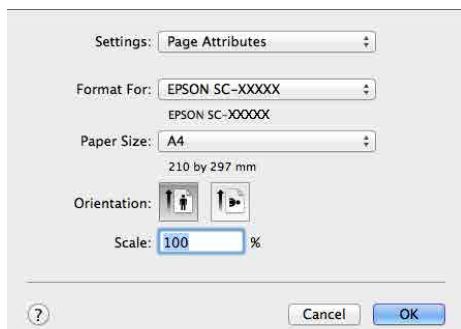 Settings: Page Attributes
Format For: EPSON SC-XXXXX
EPSON SC-XXXXX
Paper Size: A4
210 by 297 mm
Orientation:
Scale: 100 %
? Cancel OK